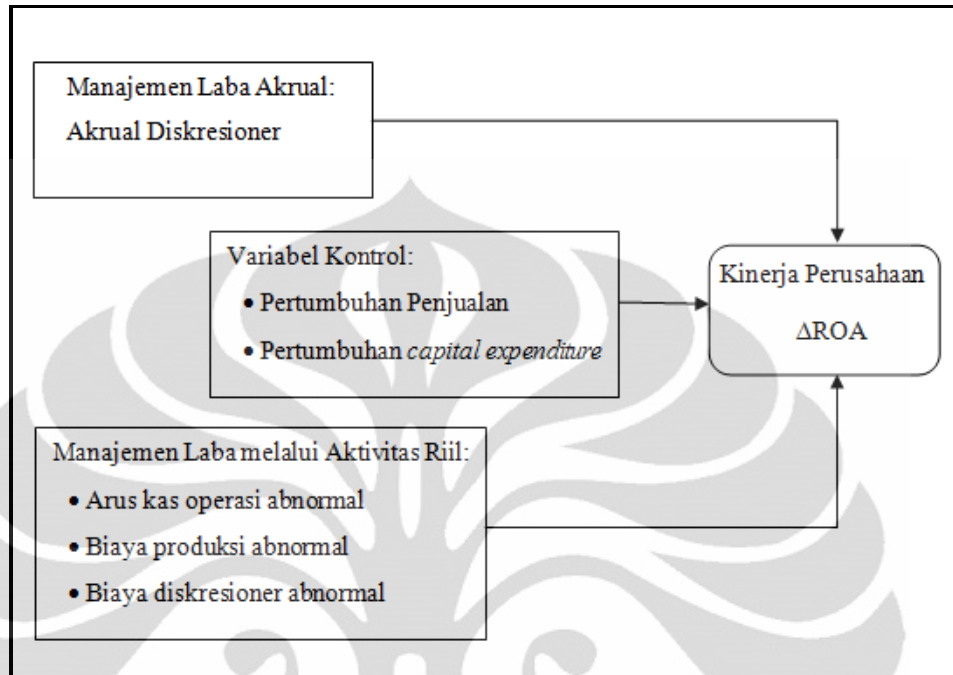 Manajemen Laba Akrual:
Akrual Diskresioner
Variabel Kontrol:
• Pertumbuhan Penjualan
• Pertumbuhan capital expenditure
Kinerja Perusahaan
ΔROA
Manajemen Laba melalui Aktivitas Riil:
• Arus kas operasi abnormal
• Biaya produksi abnormal
• Biaya diskresioner abnormal